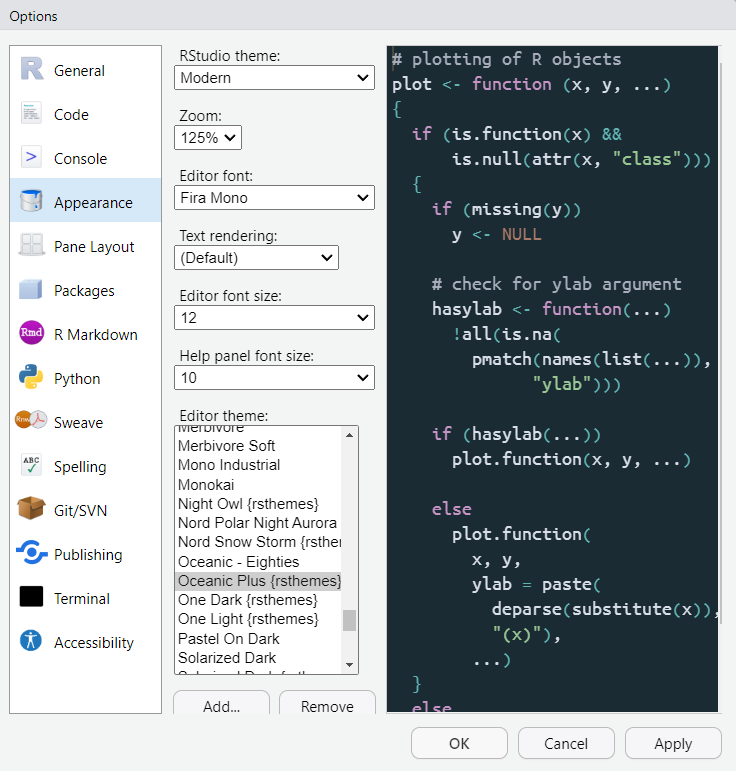 Options
General
Code
Console
Appearance
Pane Layout
Packages
Rmd R Markdown
Python
Rnw Sweave
ABC Spelling
Git/SVN
Publishing
Terminal
Accessibility
RStudio theme:
Modern
Zoom:
125%
Editor font:
Fira Mono
Text rendering:
(Default)
Editor font size:
12
Help panel font size:
10
Editor theme:
Merbivore
Merbivore Soft
Mono Industrial
Monokai
Night Owl {rsthemes}
Nord Polar Night Aurora
Nord Snow Storm {rsthe
Oceanic - Eighties
Oceanic Plus {rsthemes}
One Dark {rsthemes}
One Light {rsthemes}
Pastel On Dark
Solarized Dark
Add...
Remove
# plotting of R objects
plot <- function (x, y, ...)
{
  if (is.function(x) &&
      is.null(attr(x, "class")))
  {
    if (missing(y))
      y <- NULL

    # check for ylab argument
    hasylab <- function(...)
      !all(is.na(
        pmatch(names(list(...)),
              "ylab")))

    if (hasylab(...))
      plot.function(x, y, ...)

    else
      plot.function(
        x, y,
        ylab = paste(
          deparse(substitute(x)),
          "(x)"),
        ...)
  }
  else
OK
Cancel
Apply